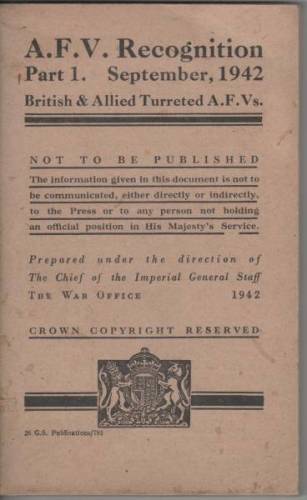 A.F.V. Recognition
Part 1. September, 1942
British & Allied Turreted A.F.Vs.
NOT TO BE PUBLISHED
The information given in this document is not to
be communicated, either directly or indirectly,
to the Press or to any person not holding
an official position in His Majesty's Service.
Prepared under the direction of
The Chief of the Imperial General Staff
THE WAR OFFICE 1942
CROWN COPYRIGHT RESERVED
26 G.S. Publications/